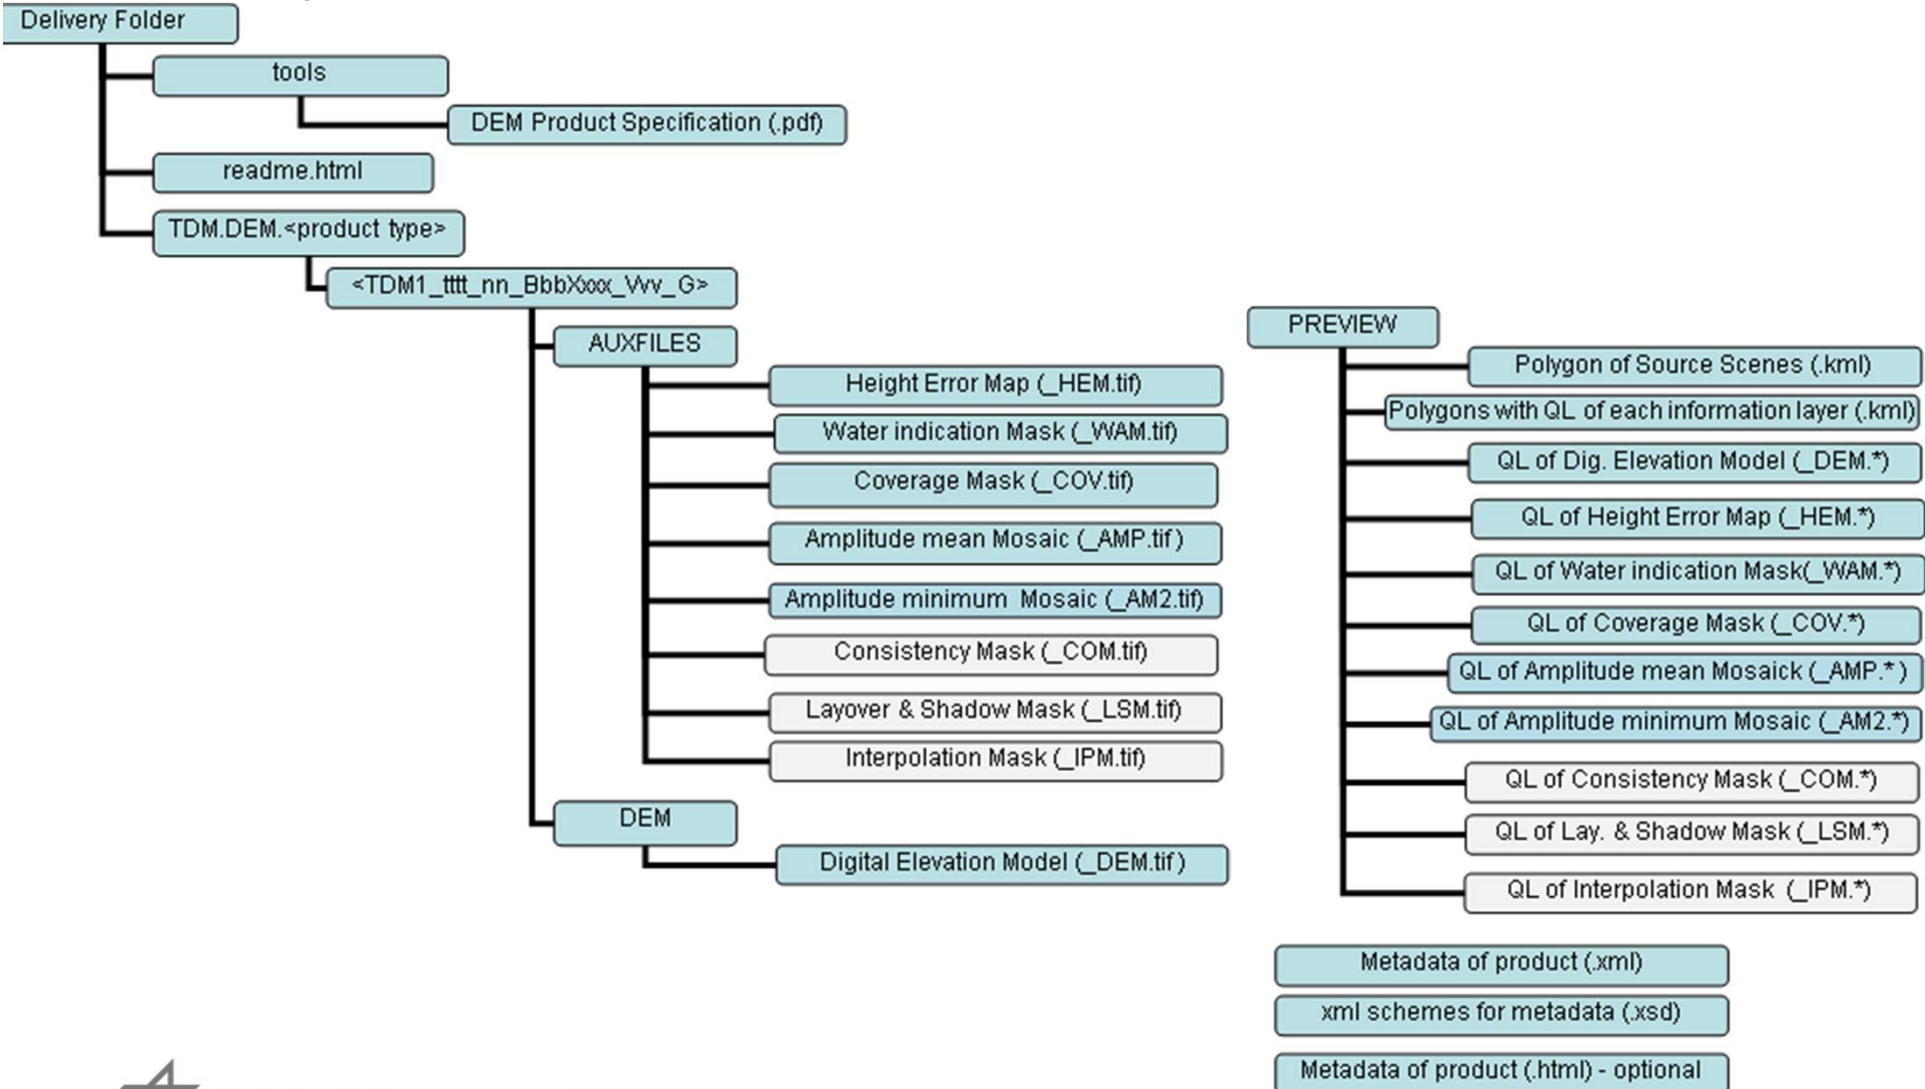 Delivery Folder
tools
DEM Product Specification (.pdf)
readme.html
TDM.DEM.<product type>
<TDM1_tttt_nn_BbbXxxx_Vvv_G>
AUXFILES
Height Error Map (_HEM.tif)
Water indication Mask (_WAM.tif)
Coverage Mask (_COV.tif)
Amplitude mean Mosaic (_AMP.tif )
Amplitude minimum Mosaic (_AM2.tif)
Consistency Mask (_COM.tif)
Layover & Shadow Mask (_LSM.tif)
Interpolation Mask (_IPM.tif)
DEM
Digital Elevation Model (_DEM.tif )
PREVIEW
Polygon of Source Scenes (.kml)
Polygons with QL of each information layer (.kml)
QL of Dig. Elevation Model (_DEM.*)
QL of Height Error Map (_HEM.*)
QL of Water indication Mask(_WAM.*)
QL of Coverage Mask (_COV.*)
QL of Amplitude mean Mosaick (_AMP.* )
QL of Amplitude minimum Mosaic (_AM2.*)
QL of Consistency Mask (_COM.*)
QL of Lay. & Shadow Mask (_LSM.*)
QL of Interpolation Mask (_IPM.*)
Metadata of product (.xml)
xml schemes for metadata (.xsd)
Metadata of product (.html) - optional